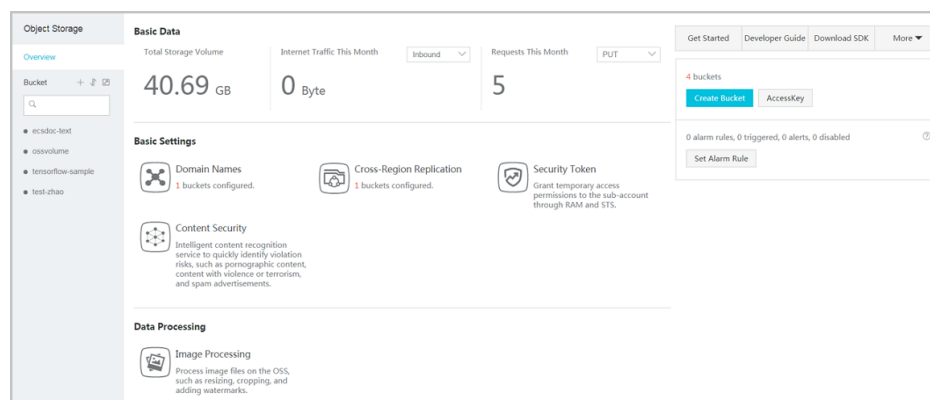 Object Storage
Overview
Bucket
ecsdoc-text
ossvolume
tensorflow-sample
test-zhao
Basic Data
Total Storage Volume
40.69 GB
Internet Traffic This Month
Inbound
0 Byte
Requests This Month
PUT
5
Basic Settings
Domain Names
1 buckets configured.
Cross-Region Replication
1 buckets configured.
Security Token
Grant temporary access
permissions to the sub-account
through RAM and STS.
Content Security
Intelligent content recognition
service to quickly identify violation
risks, such as pornographic content,
content with violence or terrorism,
and spam advertisements.
Data Processing
Image Processing
Process image files on the OSS,
such as resizing, cropping, and
adding watermarks.
Get Started
Developer Guide
Download SDK
More
4 buckets
Create Bucket
AccessKey
0 alarm rules, 0 triggered, 0 alerts, 0 disabled
Set Alarm Rule